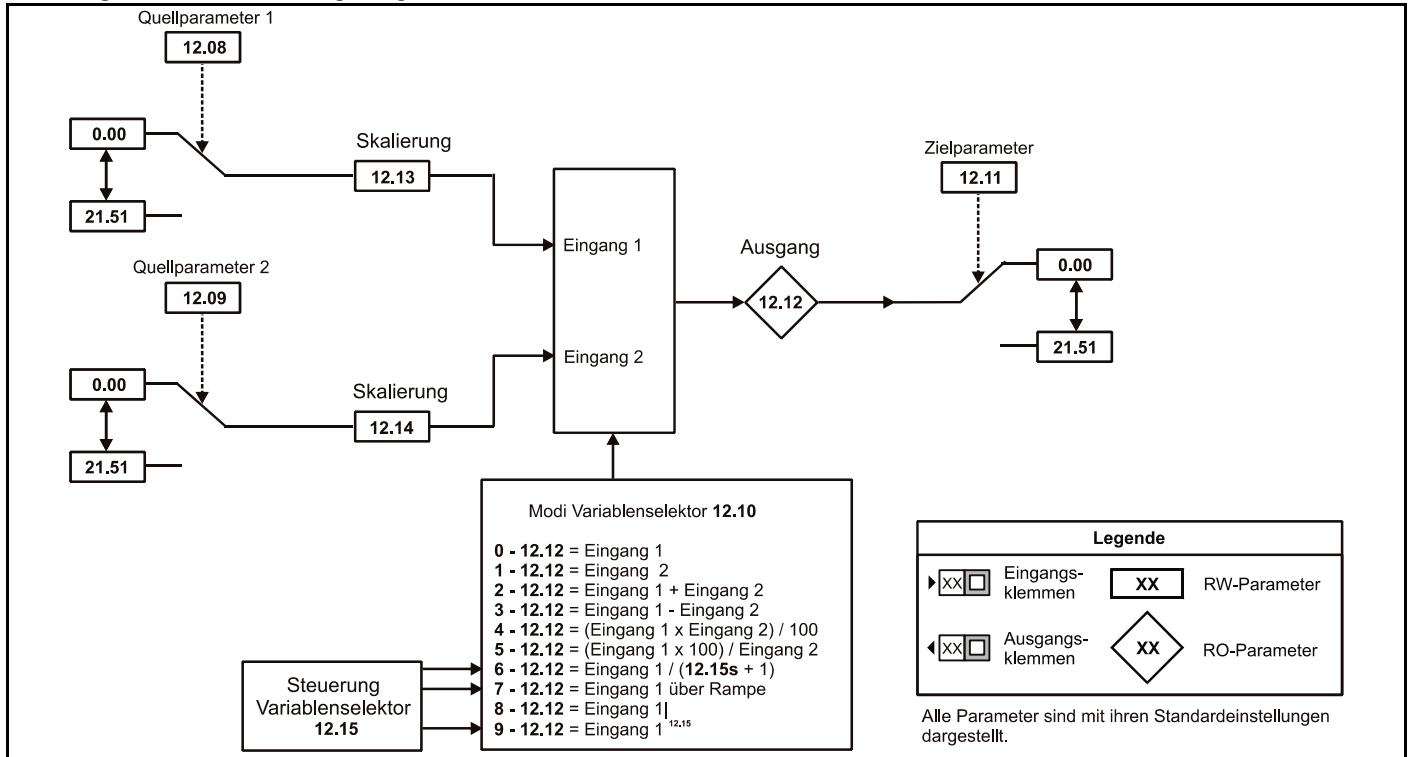 Quellparameter 1
12.08
0.00
21.51
Skalierung
12.13
Quellparameter 2
12.09
0.00
21.51
Skalierung
12.14
Eingang 1
Eingang 2
Ausgang
12.12
Zielparameter
12.11
0.00
21.51
Modi Variablenselektor 12.10
0 - 12.12 = Eingang 1
1 - 12.12 = Eingang 2
2 - 12.12 = Eingang 1 + Eingang 2
3 - 12.12 = Eingang 1 - Eingang 2
4 - 12.12 = (Eingang 1 x Eingang 2) / 100
5 - 12.12 = (Eingang 1 x 100) / Eingang 2
6 - 12.12 = Eingang 1 / (12.15s + 1)
7 - 12.12 = Eingang 1 über Rampe
8 - 12.12 = Eingang 1|
9 - 12.12 = Eingang 1 12.15
Steuerung
Variablenselektor
12.15
Legende
XX
Eingangs-
klemmen
XX
RW-Parameter
XX
Ausgangs-
klemmen
XX
RO-Parameter
Alle Parameter sind mit ihren Standardeinstellungen
dargestellt.